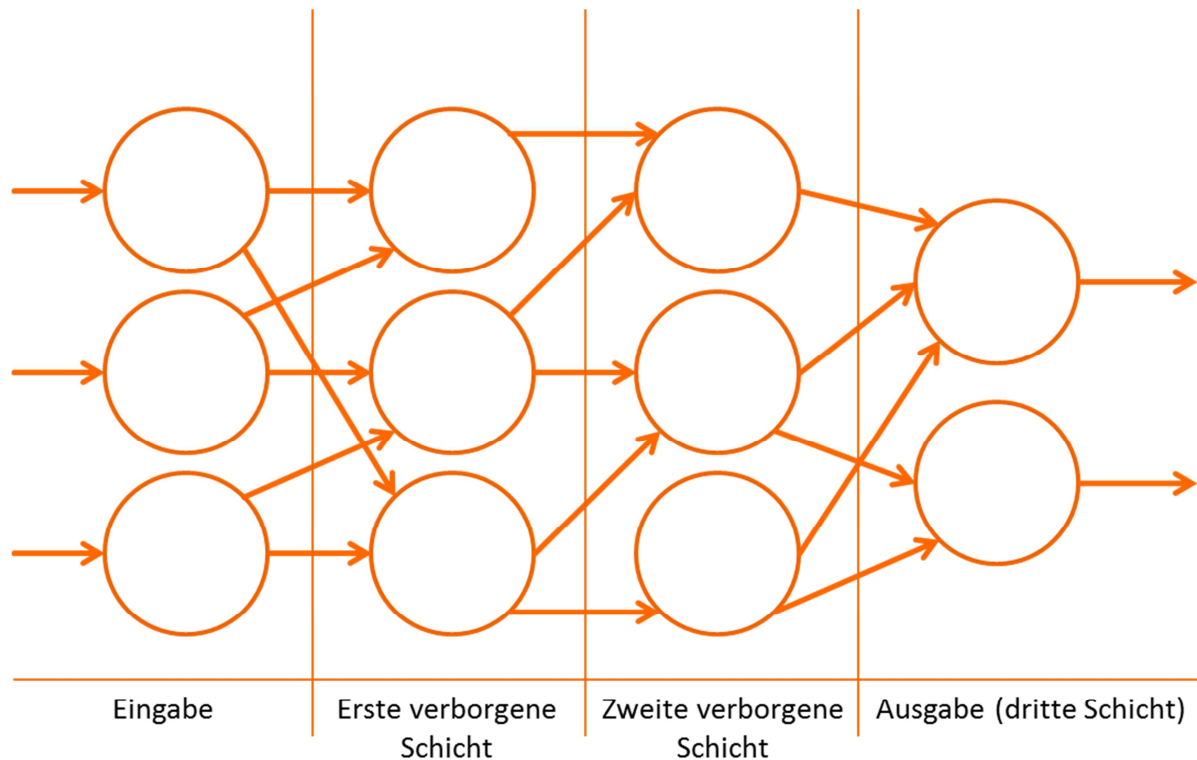 Eingabe
Erste verborgene
Schicht
Zweite verborgene
Schicht
Ausgabe (dritte Schicht)